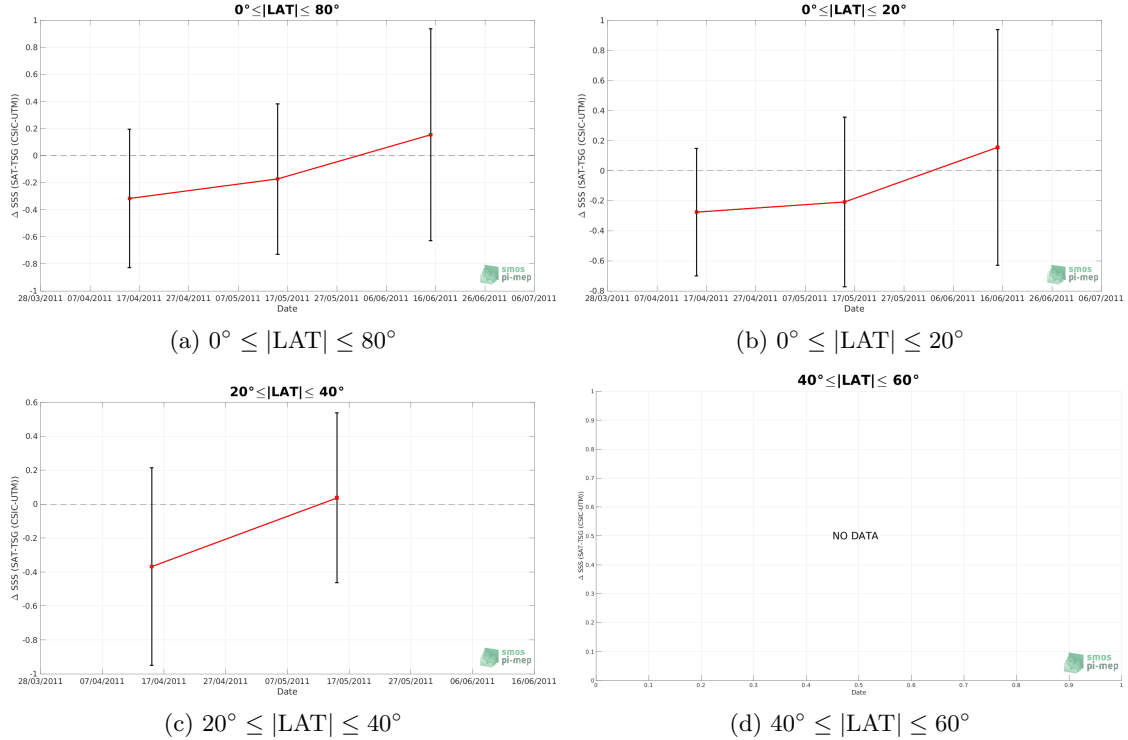 0°≤|LAT|≤ 80°
Δ SSS (SAT-TSG (CSIC-UTM))
1
0.8
0.6
0.4
0.2
0
-0.2
-0.4
-0.6
-0.8
-1
28/03/2011 07/04/2011 17/04/2011 27/04/2011 07/05/2011 17/05/2011 27/05/2011 06/06/2011 16/06/2011 26/06/2011 06/07/2011
Date
smos
pi-mep
(a) 0° ≤ |LAT| ≤ 80°
0°≤|LAT|≤ 20°
Δ SSS (SAT-TSG (CSIC-UTM))
1
0.8
0.6
0.4
0.2
0
-0.2
-0.4
-0.6
-0.8
28/03/2011 07/04/2011 17/04/2011 27/04/2011 07/05/2011 17/05/2011 27/05/2011 06/06/2011 16/06/2011 26/06/2011 06/07/2011
Date
smos
pi-mep
(b) 0° ≤ |LAT| ≤ 20°
20°≤|LAT|≤ 40°
Δ SSS (SAT-TSG (CSIC-UTM))
0.6
0.4
0.2
0
-0.2
-0.4
-0.6
-0.8
-1
28/03/2011 07/04/2011 17/04/2011 27/04/2011 07/05/2011 17/05/2011 27/05/2011 06/06/2011 16/06/2011
Date
smos
pi-mep
(c) 20° ≤ |LAT| ≤ 40°
40°≤|LAT|≤ 60°
Δ SSS (SAT-TSG (CSIC-UTM))
1
0.9
0.8
0.7
0.6
0.5
0.4
0.3
0.2
0.1
0
NO DATA
0 0.1 0.2 0.3 0.4 0.5 0.6 0.7 0.8 0.9 1
Date
smos
pi-mep
(d) 40° ≤ |LAT| ≤ 60°